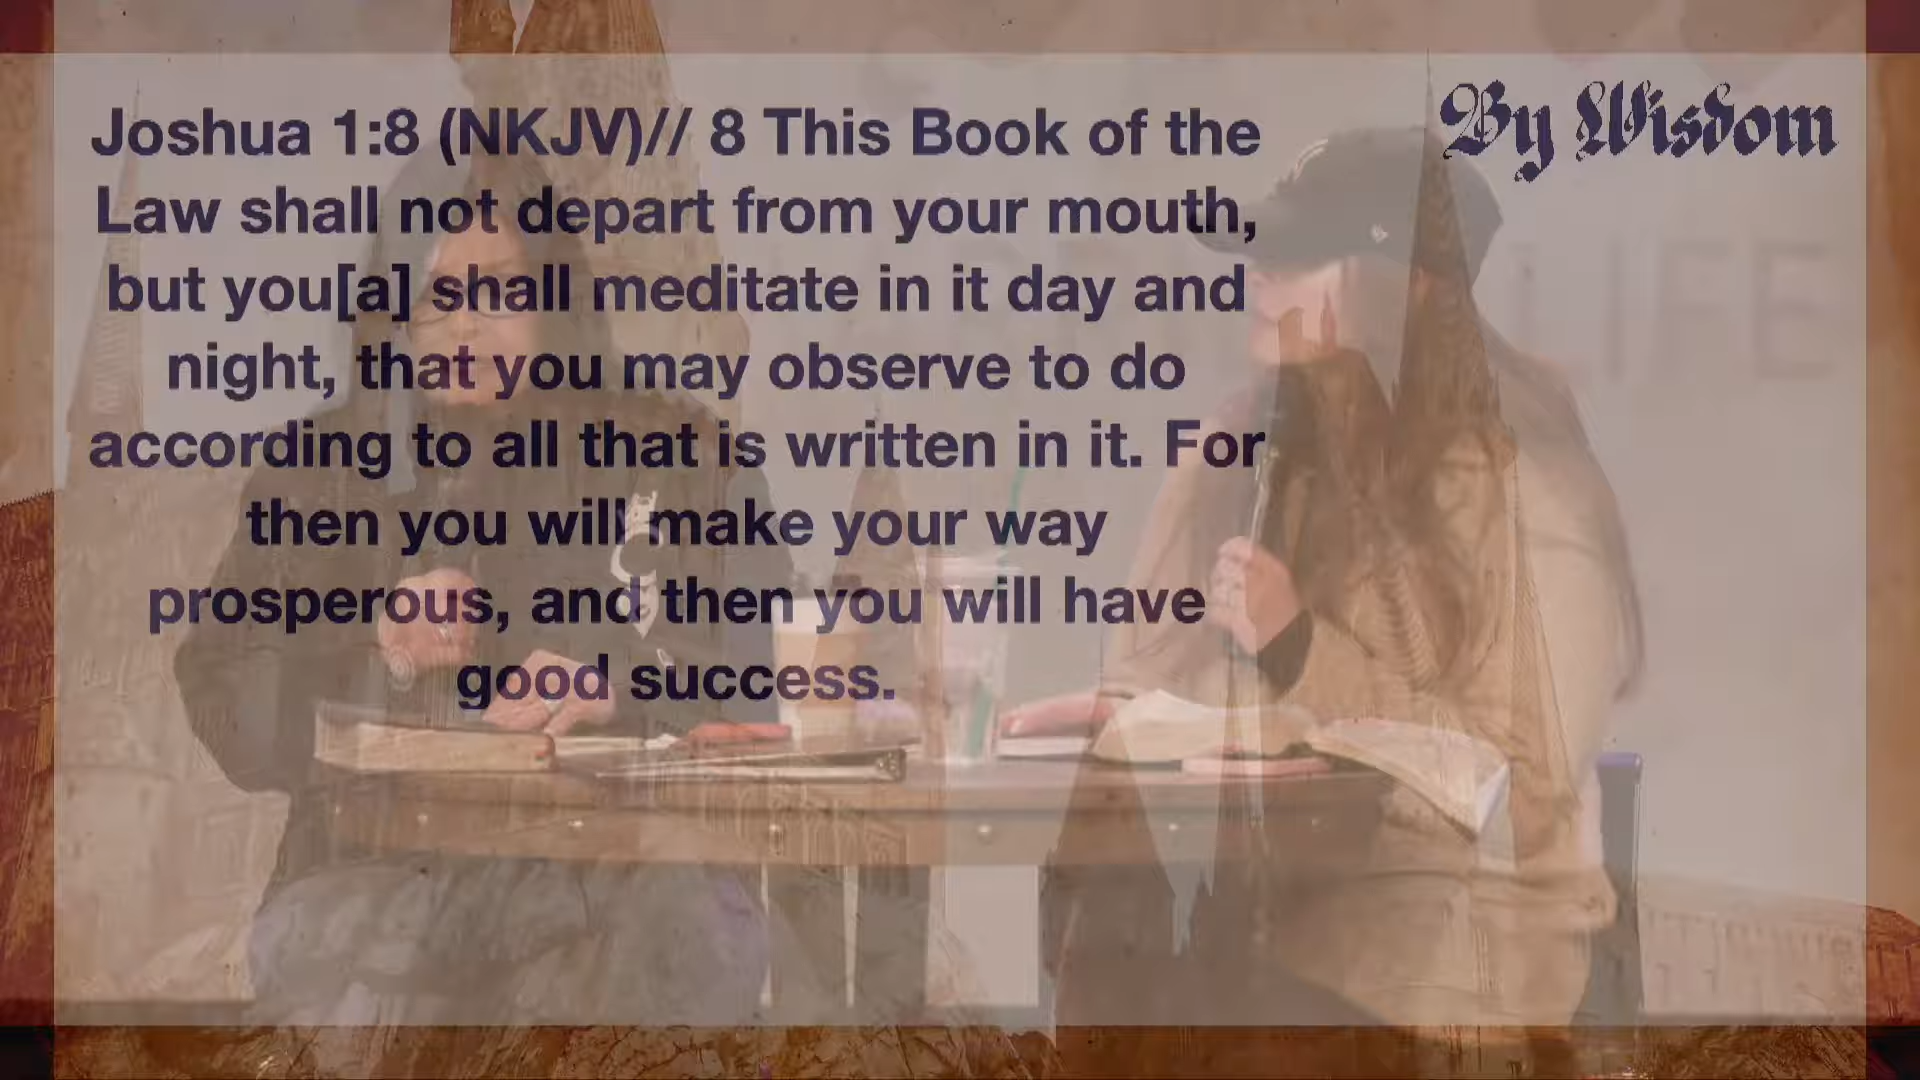 Joshua 1:8 (NKJV)// 8 This Book of the
Law shall not depart from your mouth,
but you[a] shall meditate in it day and
night, that you may observe to do
according to all that is written in it. For
then you will make your way
prosperous, and then you will have
good success.
By Wisdom
LIFE